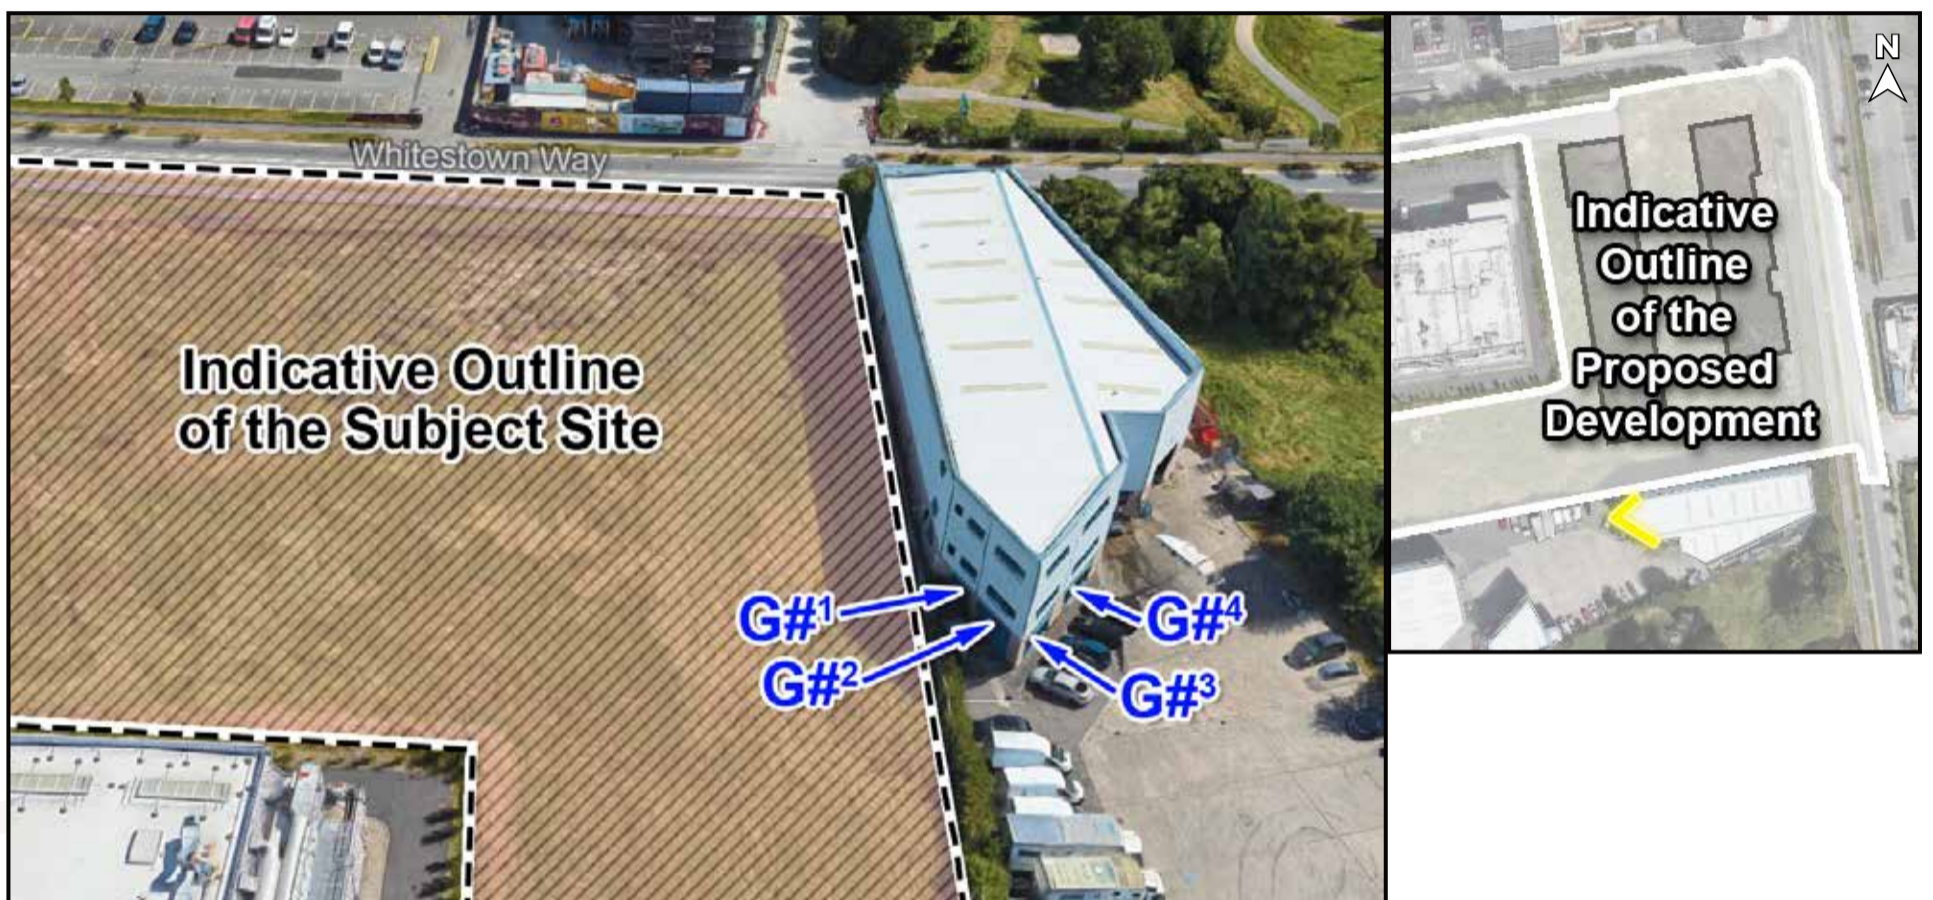 Whitestown Way
Indicative Outline
of the Subject Site
G#1
G#2
G#4
G#3
N
Indicative
Outline
of the
Proposed
Development